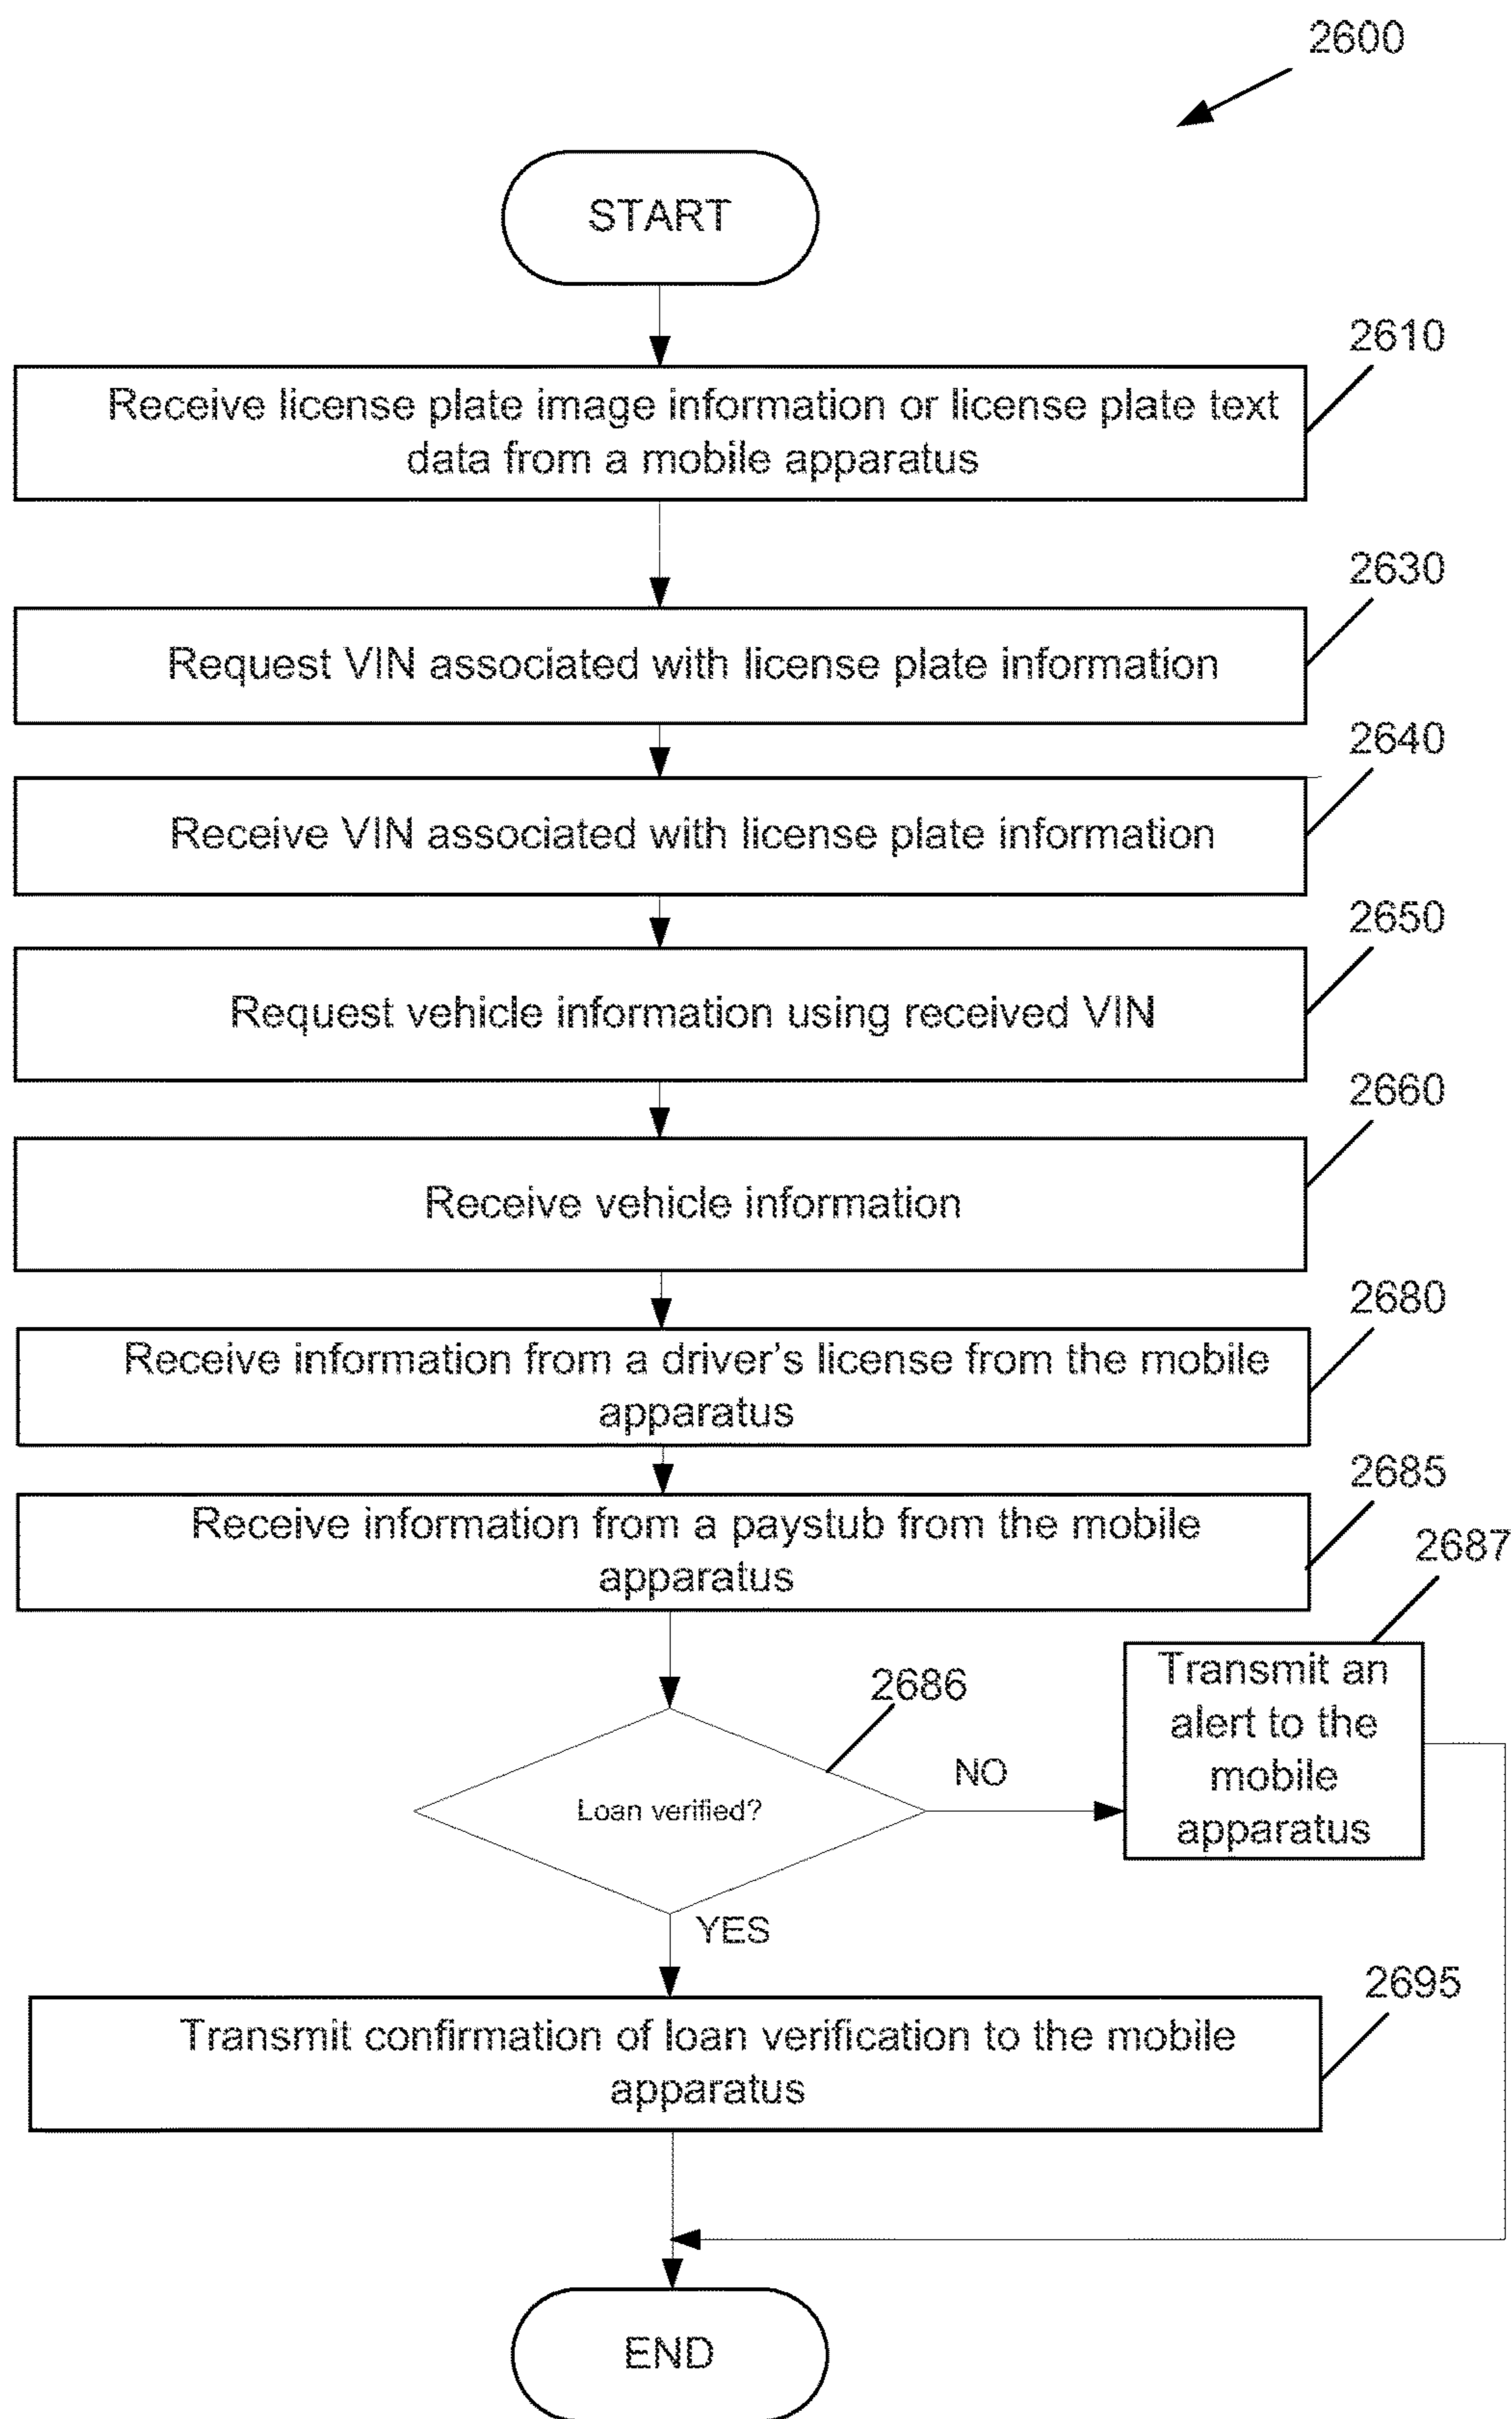 2600
START
2610
Receive license plate image information or license plate text
data from a mobile apparatus
2630
Request VIN associated with license plate information
2640
Receive VIN associated with license plate information
2650
Request vehicle information using received VIN
2660
Receive vehicle information
2680
Receive information from a driver's license from the mobile
apparatus
2685
Receive information from a paystub from the mobile
apparatus
2687
Transmit an
alert to the
mobile
apparatus
2686
NO
Loan verified?
YES
2695
Transmit confirmation of loan verification to the mobile
apparatus
END